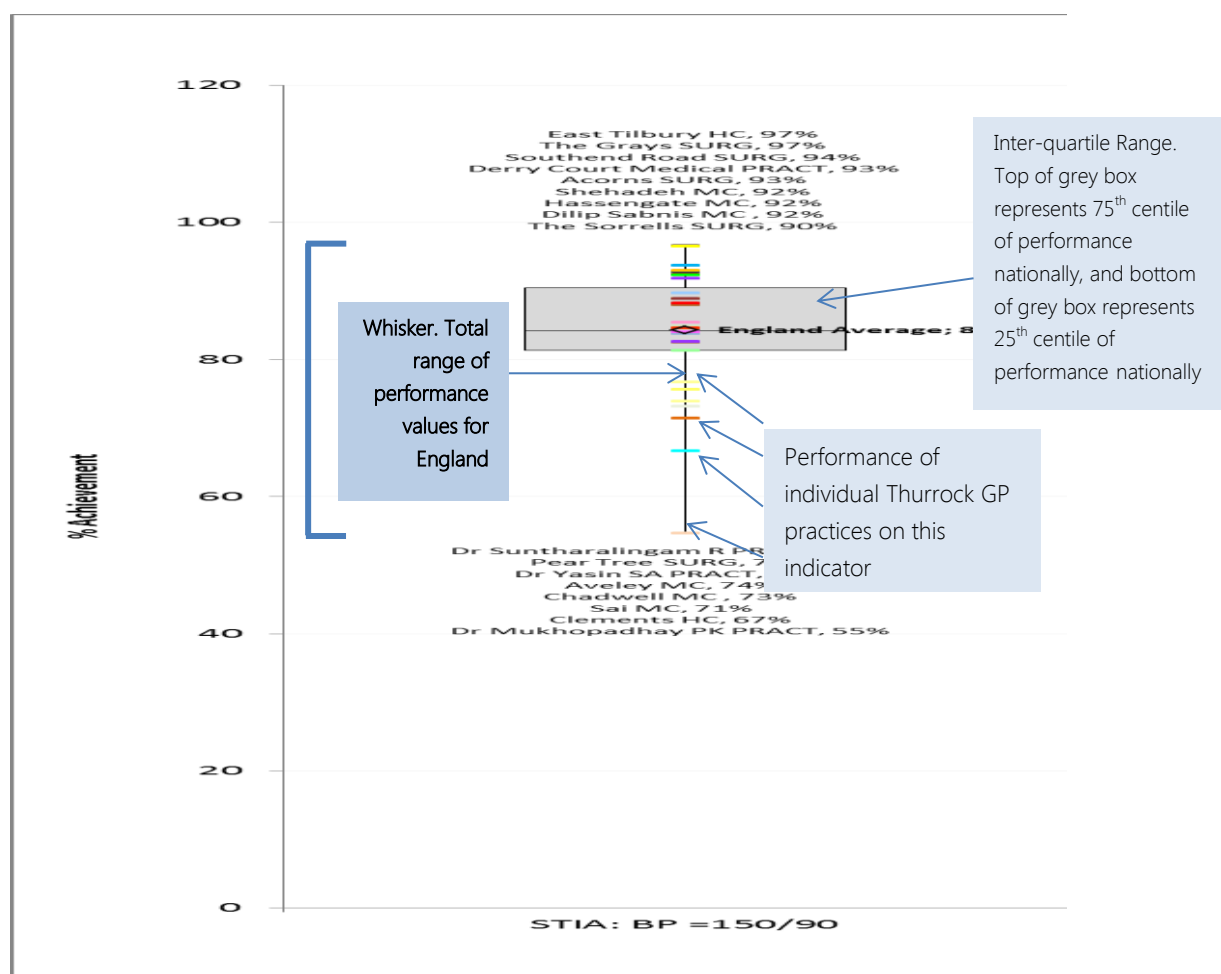 120
East Tilbury HC, 97%
The Grays SURG, 97%
Southend Road SURG, 94%
Derry Court Medical PRACT, 93%
Acorns SURG, 93%
Shehadeh MC, 92%
Hassengate MC, 92%
Dilip Sabnis MC , 92%
The Sorrells SURG, 90%
Inter-quartile Range.
Top of grey box
represents 75th centile
of performance
nationally, and bottom
of grey box represents
25th centile of
performance nationally
100
Whisker. Total
range of
performance
values for
England
England Average; 8
80
% Achievement
Performance of
individual Thurrock GP
practices on this
indicator
60
Dr Suntharalingam R
Pear Tree SURG, 7
Dr Yasin SA PRACT,
Aveley MC, 74%
Chadwell MC , 73%
Sai MC, 71%
Clements HC, 67%
Dr Mukhopadhay PK PRACT, 55%
40
20
0
STIA: BP =150/90